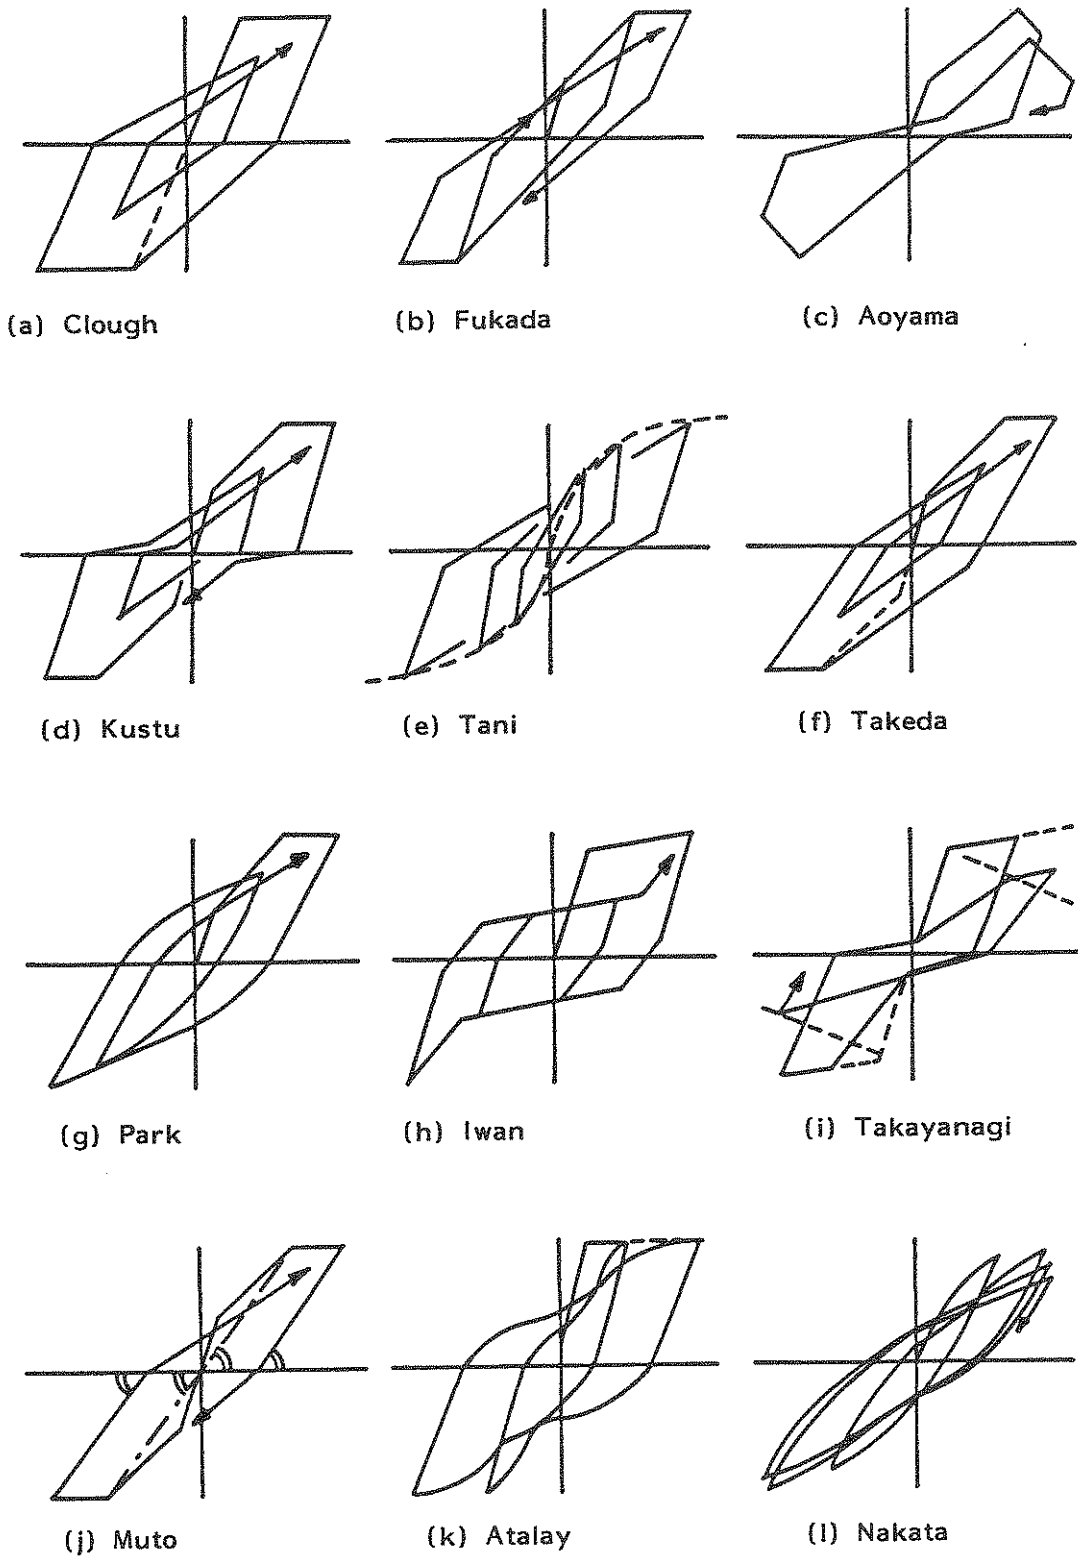 (a) Clough
(b) Fukada
(c) Aoyama
(d) Kustu
(e) Tani
(f) Takeda
(g) Park
(h) Iwan
(i) Takayanagi
(j) Muto
(k) Atalay
(l) Nakata